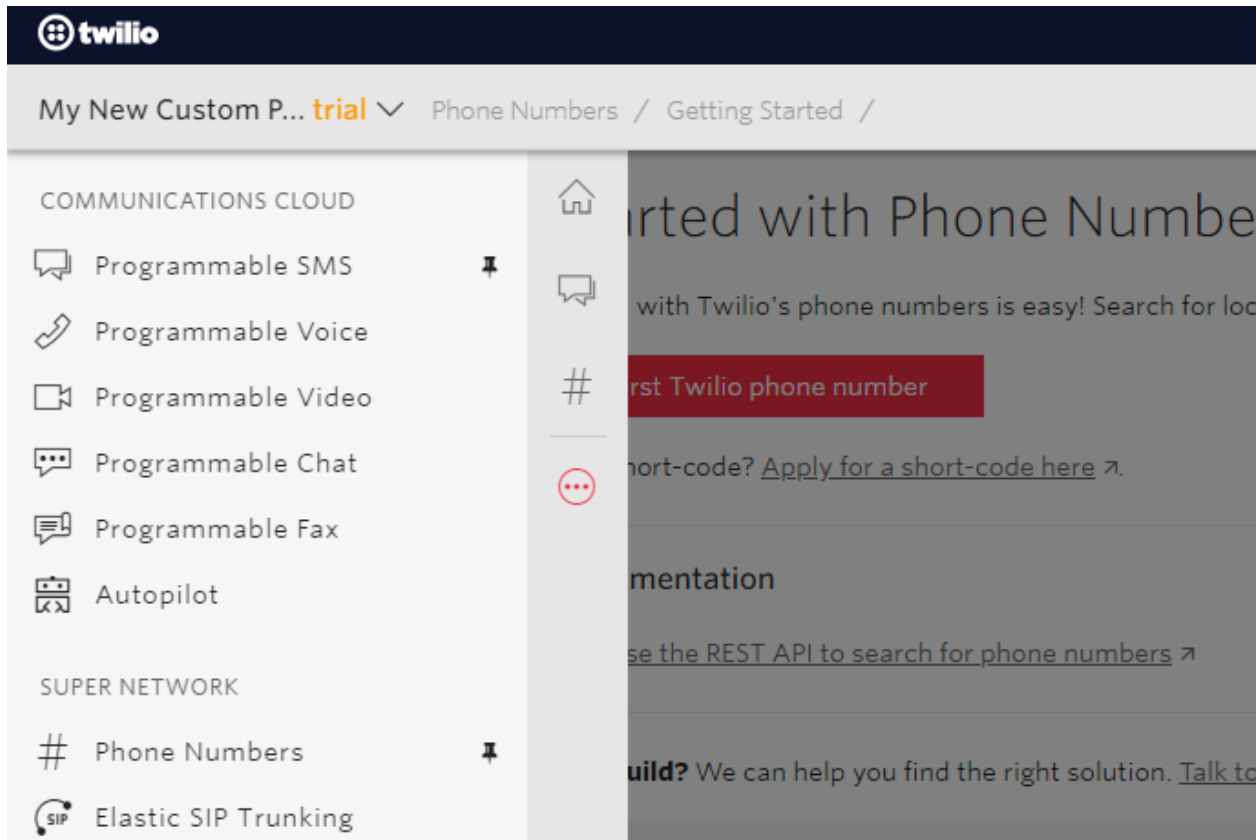 twilio
My New Custom P... trial Phone Numbers / Getting Started /
COMMUNICATIONS CLOUD
Programmable SMS
Programmable Voice
Programmable Video
Programmable Chat
Programmable Fax
Autopilot
SUPER NETWORK
# Phone Numbers
SIP Elastic SIP Trunking
#
arted with Phone Numbe
with Twilio's phone numbers is easy! Search for loc
rst Twilio phone number
hort-code? Apply for a short-code here
mentation
se the REST API to search for phone numbers
uild? We can help you find the right solution. Talk to